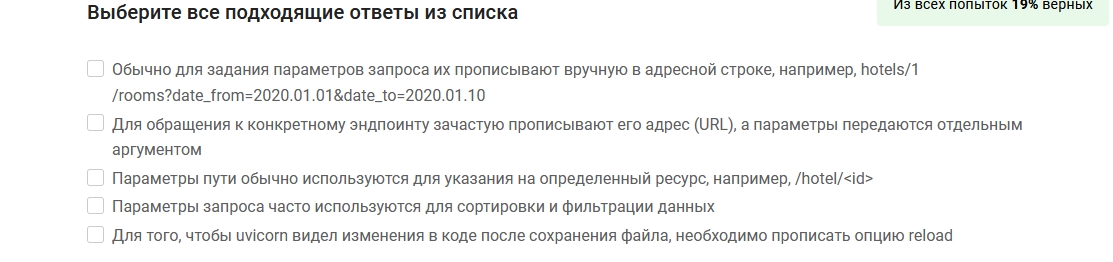 Выберите все подходящие ответы из списка
Из всех попыток 19% верных
Обычно для задания параметров запроса их прописывают вручную в адресной строке, например, hotels/1
/rooms?date_from=2020.01.01&date_to=2020.01.10
Для обращения к конкретному эндпоинту зачастую прописывают его адрес (URL), а параметры передаются отдельным
аргументом
Параметры пути обычно используются для указания на определенный ресурс, например, /hotel/<id>
Параметры запроса часто используются для сортировки и фильтрации данных
Для того, чтобы uvicorn видел изменения в коде после сохранения файла, необходимо прописать опцию reload